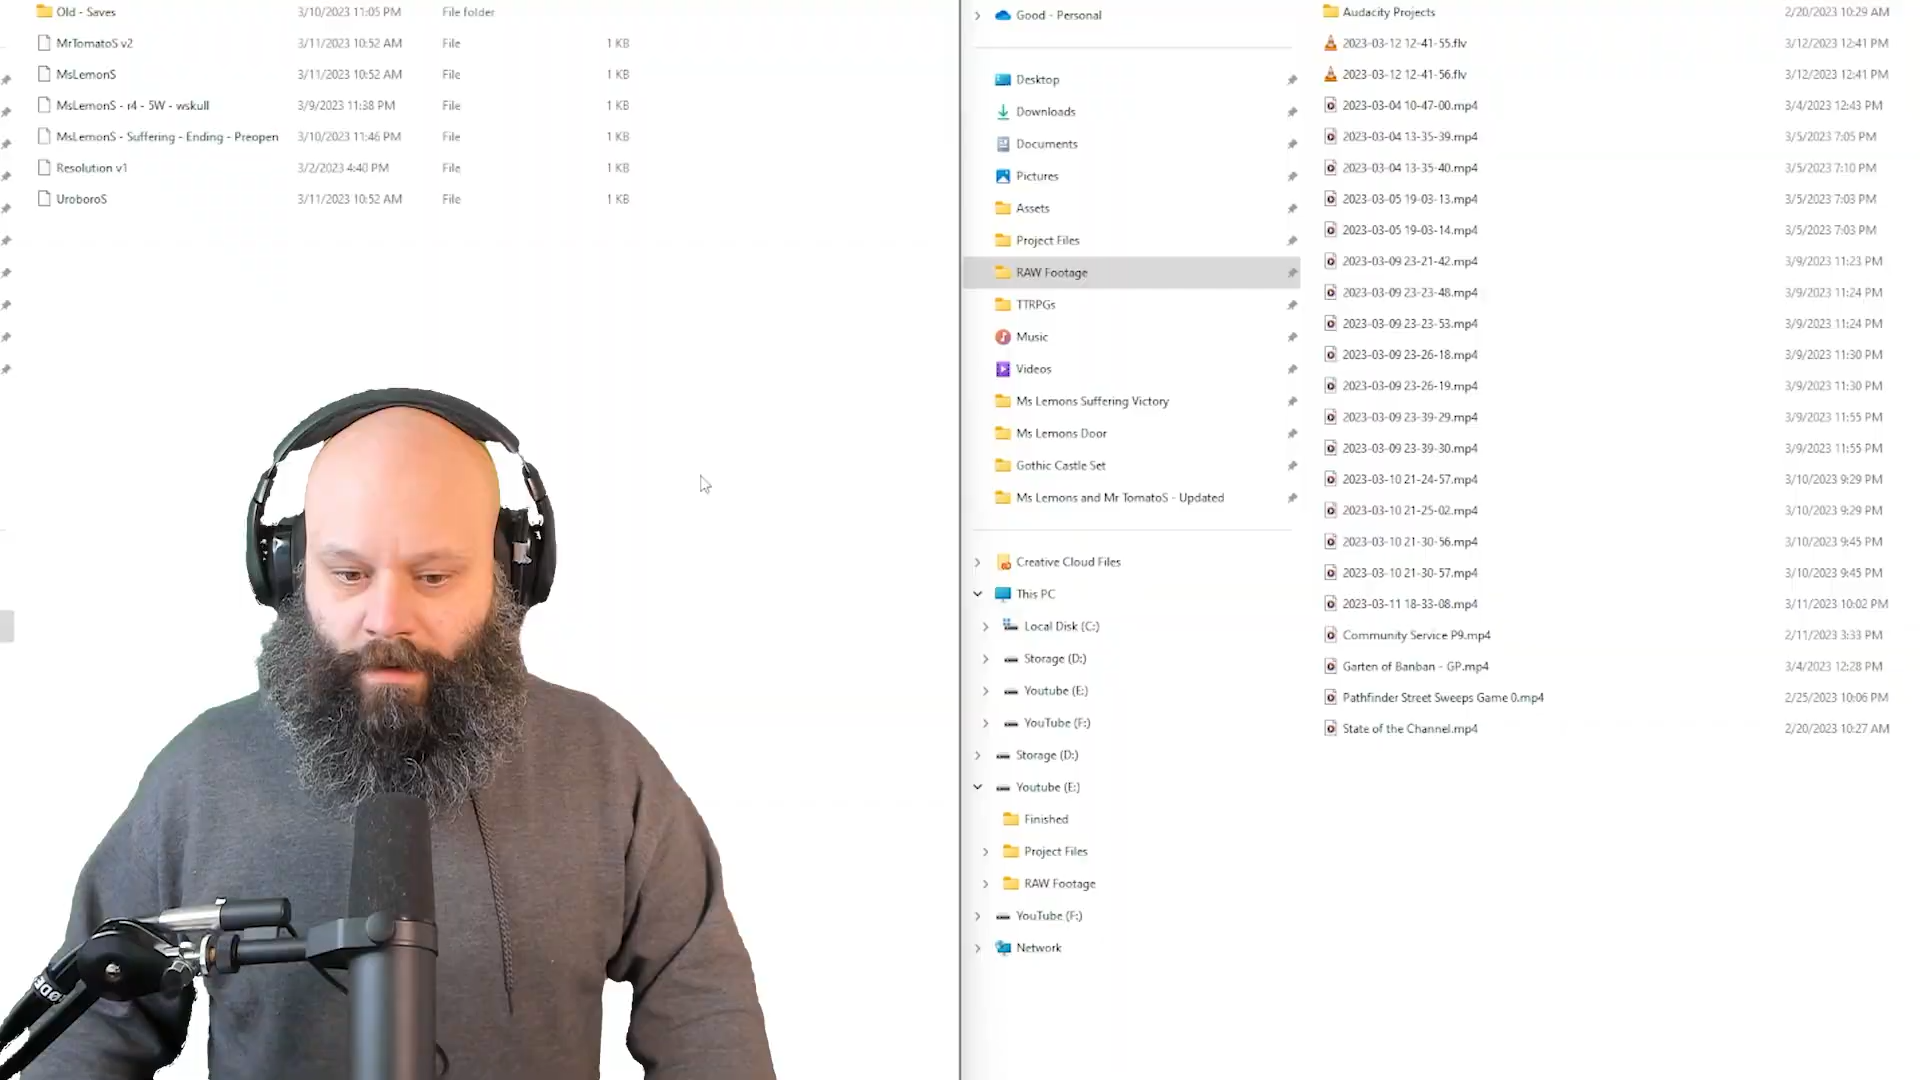 Old - Saves 3/10/2023 11:05 PM File folder
MrTomatoS v2 3/11/2023 10:52 AM File 1 KB
MsLemonS 3/11/2023 10:52 AM File 1 KB
MsLemonS - r4 - 5W - wskull 3/9/2023 11:38 PM File 1 KB
MsLemonS - Suffering - Ending - Preopen 3/10/2023 11:46 PM File 1 KB
Resolution v1 3/2/2023 4:40 PM File 1 KB
UroboroS 3/11/2023 10:52 AM File 1 KB
RØDE
Good - Personal
Desktop
Downloads
Documents
Pictures
Assets
Project Files
RAW Footage
TTRPGs
Music
Videos
Ms Lemons Suffering Victory
Ms Lemons Door
Gothic Castle Set
Ms Lemons and Mr TomatoS - Updated
Creative Cloud Files
This PC
Local Disk (C:)
Storage (D:)
Youtube (E:)
YouTube (F:)
Storage (D:)
Youtube (E:)
Finished
Project Files
RAW Footage
YouTube (F:)
Network
Audacity Projects 2/20/2023 10:29 AM
2023-03-12 12-41-55.flv 3/12/2023 12:41 PM
2023-03-12 12-41-56.flv 3/12/2023 12:41 PM
2023-03-04 10-47-00.mp4 3/4/2023 12:43 PM
2023-03-04 13-35-39.mp4 3/5/2023 7:05 PM
2023-03-04 13-35-40.mp4 3/5/2023 7:10 PM
2023-03-05 19-03-13.mp4 3/5/2023 7:03 PM
2023-03-05 19-03-14.mp4 3/5/2023 7:03 PM
2023-03-09 23-21-42.mp4 3/9/2023 11:23 PM
2023-03-09 23-23-48.mp4 3/9/2023 11:24 PM
2023-03-09 23-23-53.mp4 3/9/2023 11:24 PM
2023-03-09 23-26-18.mp4 3/9/2023 11:30 PM
2023-03-09 23-26-19.mp4 3/9/2023 11:30 PM
2023-03-09 23-39-29.mp4 3/9/2023 11:55 PM
2023-03-09 23-39-30.mp4 3/9/2023 11:55 PM
2023-03-10 21-24-57.mp4 3/10/2023 9:29 PM
2023-03-10 21-25-02.mp4 3/10/2023 9:29 PM
2023-03-10 21-30-56.mp4 3/10/2023 9:45 PM
2023-03-10 21-30-57.mp4 3/10/2023 9:45 PM
2023-03-11 18-33-08.mp4 3/11/2023 10:02 PM
Community Service P9.mp4 2/11/2023 3:33 PM
Garten of Banban - GP.mp4 3/4/2023 12:28 PM
Pathfinder Street Sweeps Game 0.mp4 2/25/2023 10:06 PM
State of the Channel.mp4 2/20/2023 10:27 AM